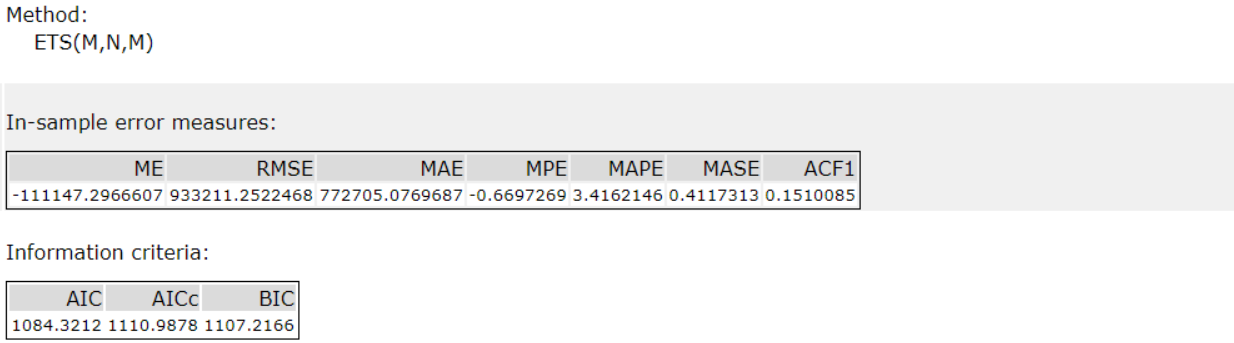 Method:
ETS(M,N,M)
In-sample error measures:
ME RMSE MAE MPE MAPE MASE ACF1
-111147.2966607 933211.2522468 772705.0769687 -0.6697269 3.4162146 0.4117313 0.1510085
Information criteria:
AIC AICc BIC
1084.3212 1110.9878 1107.2166